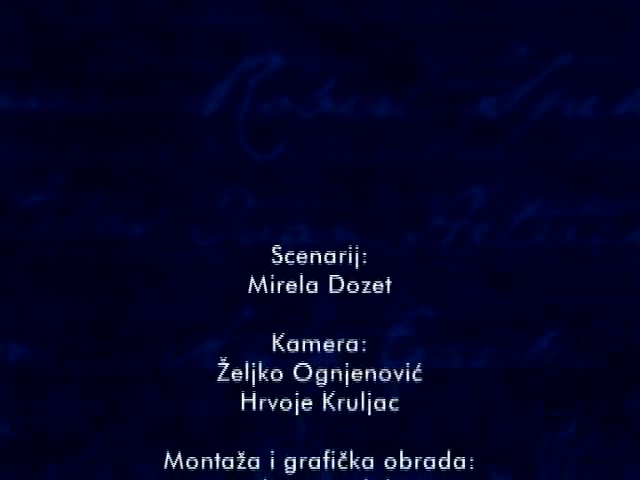 Scenarij:
Mirela Dozet
Kamera:
Željko Ognjenović
Hrvoje Kruljac
Montaža i grafička obrada: